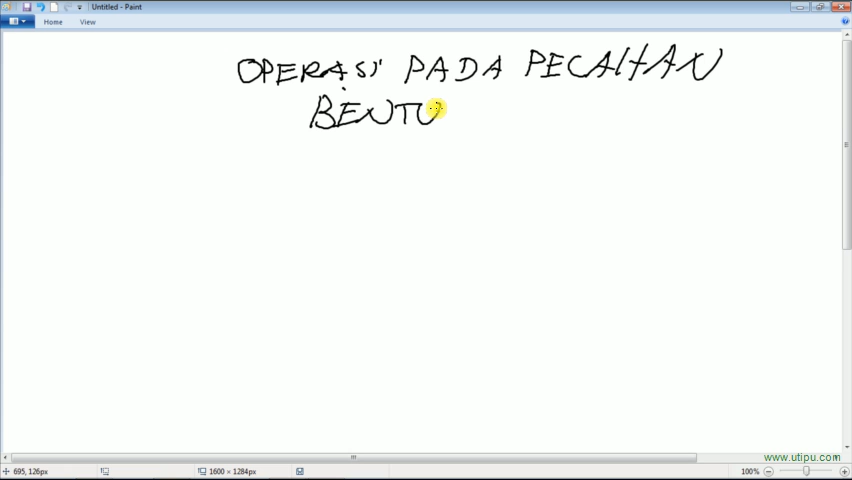 Untitled - Paint
Home View
OPERASI PADA PECAHAN
BENTU
www.utipu.com
695, 126px
1600 × 1284px
100%